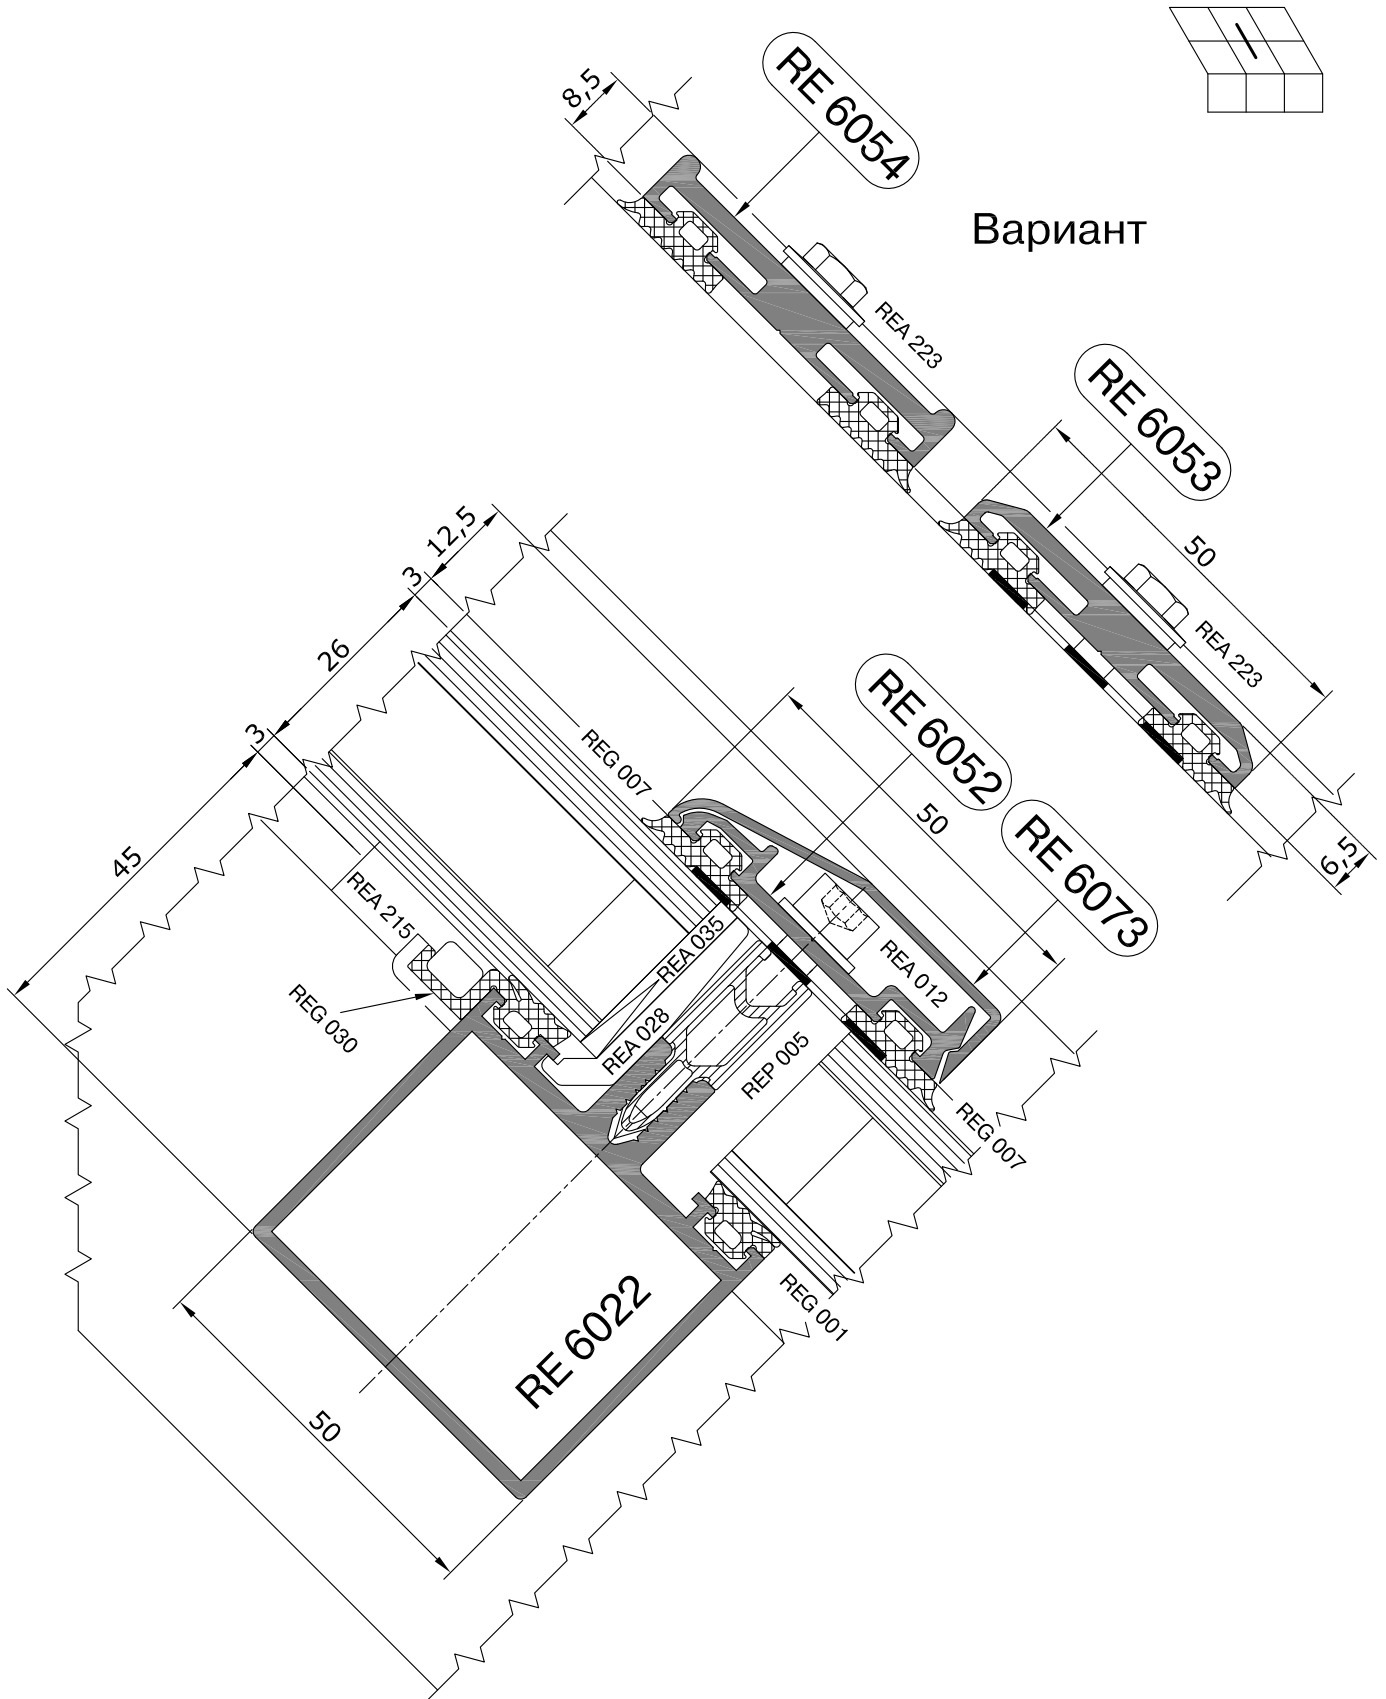 8,5
RE 6054
Вариант
REA 223
RE 6053
50
REA 223
6,5
12,5
3
26
3
45
REG 007
RE 6052
50
RE 6073
REA 215
REA 035
REA 012
REG 030
REA 028
REP 005
REG 007
REG 001
RE 6022
50